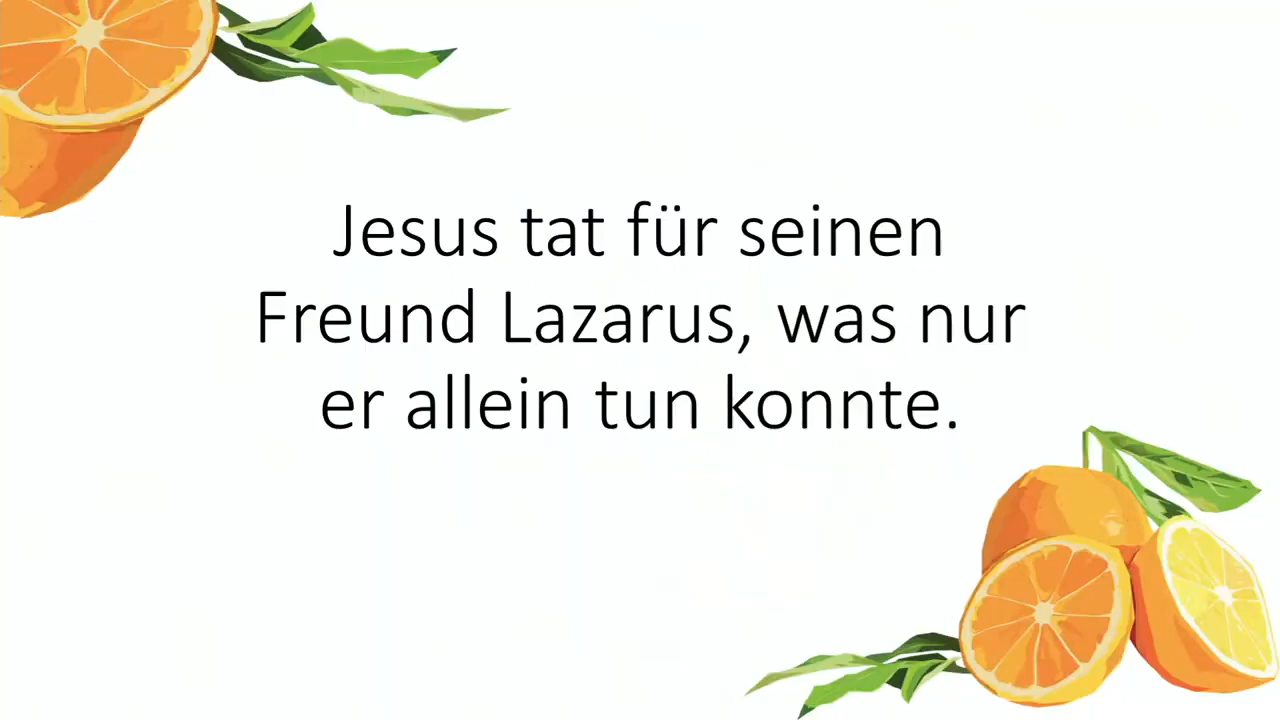 Jesus tat für seinen
Freund Lazarus, was nur
er allein tun konnte.